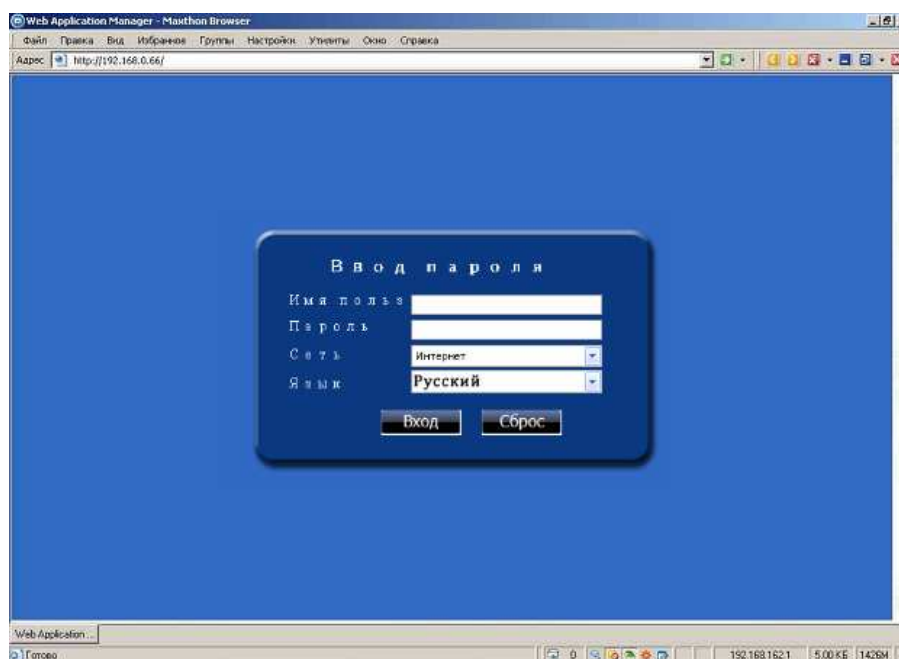 Web Application Manager - Maxthon Browser
Файл Правка Вид Избранное Группы Настройки Утилиты Окно Справка
Адрес http://192.168.0.66/
Ввод пароля
Имя польз
Пароль
Сеть Интернет
Язык Русский
Вход Сброс
Web Application ...
Готово 0 192.168.162.1 5.00 КБ 1426M